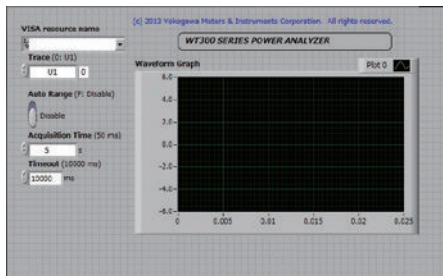 (c) 2013 Yokogawa Meters & Instruments Corporation. All rights reserved.
VISA resource name
WT300 SERIES POWER ANALYZER
Trace (0: U1)
U1 0
Waveform Graph
Plot 0
Auto Range (F: Disable)
Disable
Acquisition Time (50 ms)
5 s
Timeout (10000 ms)
10000 ms
6.0
4.0
2.0
0.0
-2.0
-4.0
-6.0
0 0.005 0.01 0.015 0.02 0.025